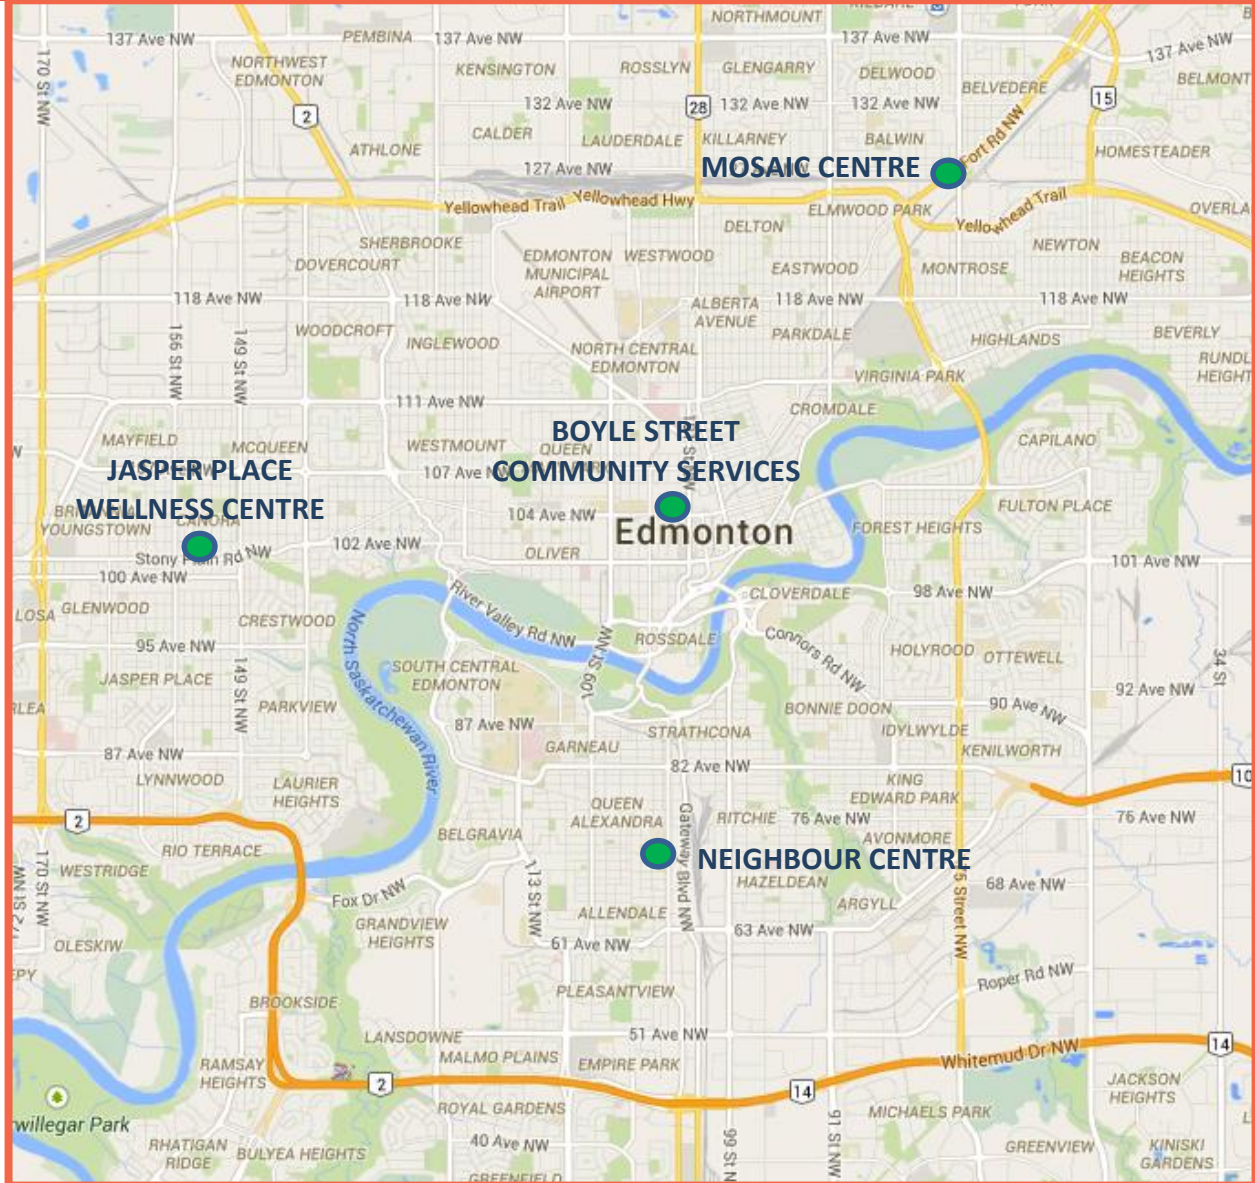 NORTHMOUNT
137 Ave NW
PEMBINA
137 Ave NW
137 Ave NW
137 Ave NW
170 St NW
NORTHWEST
EDMONTON
KENSINGTON
ROSSLYN
GLENGARRY
DELWOOD
BELVEDERE
BELMONT
2
132 Ave NW
28
132 Ave NW
132 Ave NW
15
CALDER
LAUDERDALE
KILLARNEY
BALWIN
Fort Rd NW
ATHLONE
HOMESTEADER
127 Ave NW
MOSAIC CENTRE
Yellowhead Trail
Yellowhead Hwy
ELMWOOD PARK
Yellowhead Trail
OVERLA
DELTON
SHERBROOKE
DOVERCOURT
EDMONTON
MUNICIPAL
AIRPORT
WESTWOOD
EASTWOOD
MONTROSE
NEWTON
BEACON
HEIGHTS
118 Ave NW
118 Ave NW
ALBERTA
AVENUE
118 Ave NW
118 Ave NW
156 St NW
149 St NW
WOODCROFT
INGLEWOOD
PARKDALE
HIGHLANDS
BEVERLY
NORTH CENTRAL
EDMONTON
RUNDL
HEIGHT
VIRGINIA PARK
111 Ave NW
CROMDALE
MAYFIELD
MCQUEEN
WESTMOUNT
QUEEN
BOYLE STREET
COMMUNITY SERVICES
CAPILANO
JASPER PLACE
WELLNESS CENTRE
107 Ave NW
YOUNGSTOWN
CANORA
104 Ave NW
Edmonton
FULTON PLACE
FOREST HEIGHTS
102 Ave NW
OLIVER
Stony Plain Rd NW
100 Ave NW
101 Ave NW
LOSA
GLENWOOD
CRESTWOOD
River Valley Rd NW
CLOVERDALE
98 Ave NW
North Saskatchewan River
109 St NW
ROSSDALE
Connors Rd NW
95 Ave NW
149 St NW
HOLYROOD
OTTEWELL
34 St
JASPER PLACE
SOUTH CENTRAL
EDMONTON
92 Ave NW
RLEA
PARKVIEW
87 Ave NW
BONNIE DOON
90 Ave NW
STRATHCONA
IDYLWYLDE
GARNEAU
KENILWORTH
87 Ave NW
82 Ave NW
LYNNWOOD
LAURIER
HEIGHTS
KING
EDWARD PARK
10
2
QUEEN
ALEXANDRA
Gateway Blvd NW
RITCHIE
76 Ave NW
76 Ave NW
BELGRAVIA
AVONMORE
RIO TERRACE
NEIGHBOUR CENTRE
170 St NW
WESTRIDGE
113 St NW
HAZELDEAN
68 Ave NW
Fox Dr NW
ARGYLL
75 Street NW
GRANDVIEW
HEIGHTS
ALLENDALE
63 Ave NW
61 Ave NW
OLESKIW
Roper Rd NW
PLEASANTVIEW
BROOKSIDE
LANSDOWNE
51 Ave NW
14
MALMO PLAINS
EMPIRE PARK
Whitemud Dr NW
RAMSAY
HEIGHTS
2
14
JACKSON
HEIGHTS
ROYAL GARDENS
MICHAELS PARK
willegar Park
RHATIGAN
RIDGE
BULYEA HEIGHTS
40 Ave NW
99 St N
91 St NW
GREENVIEW
KINISKI
GARDENS
GREENFIELD